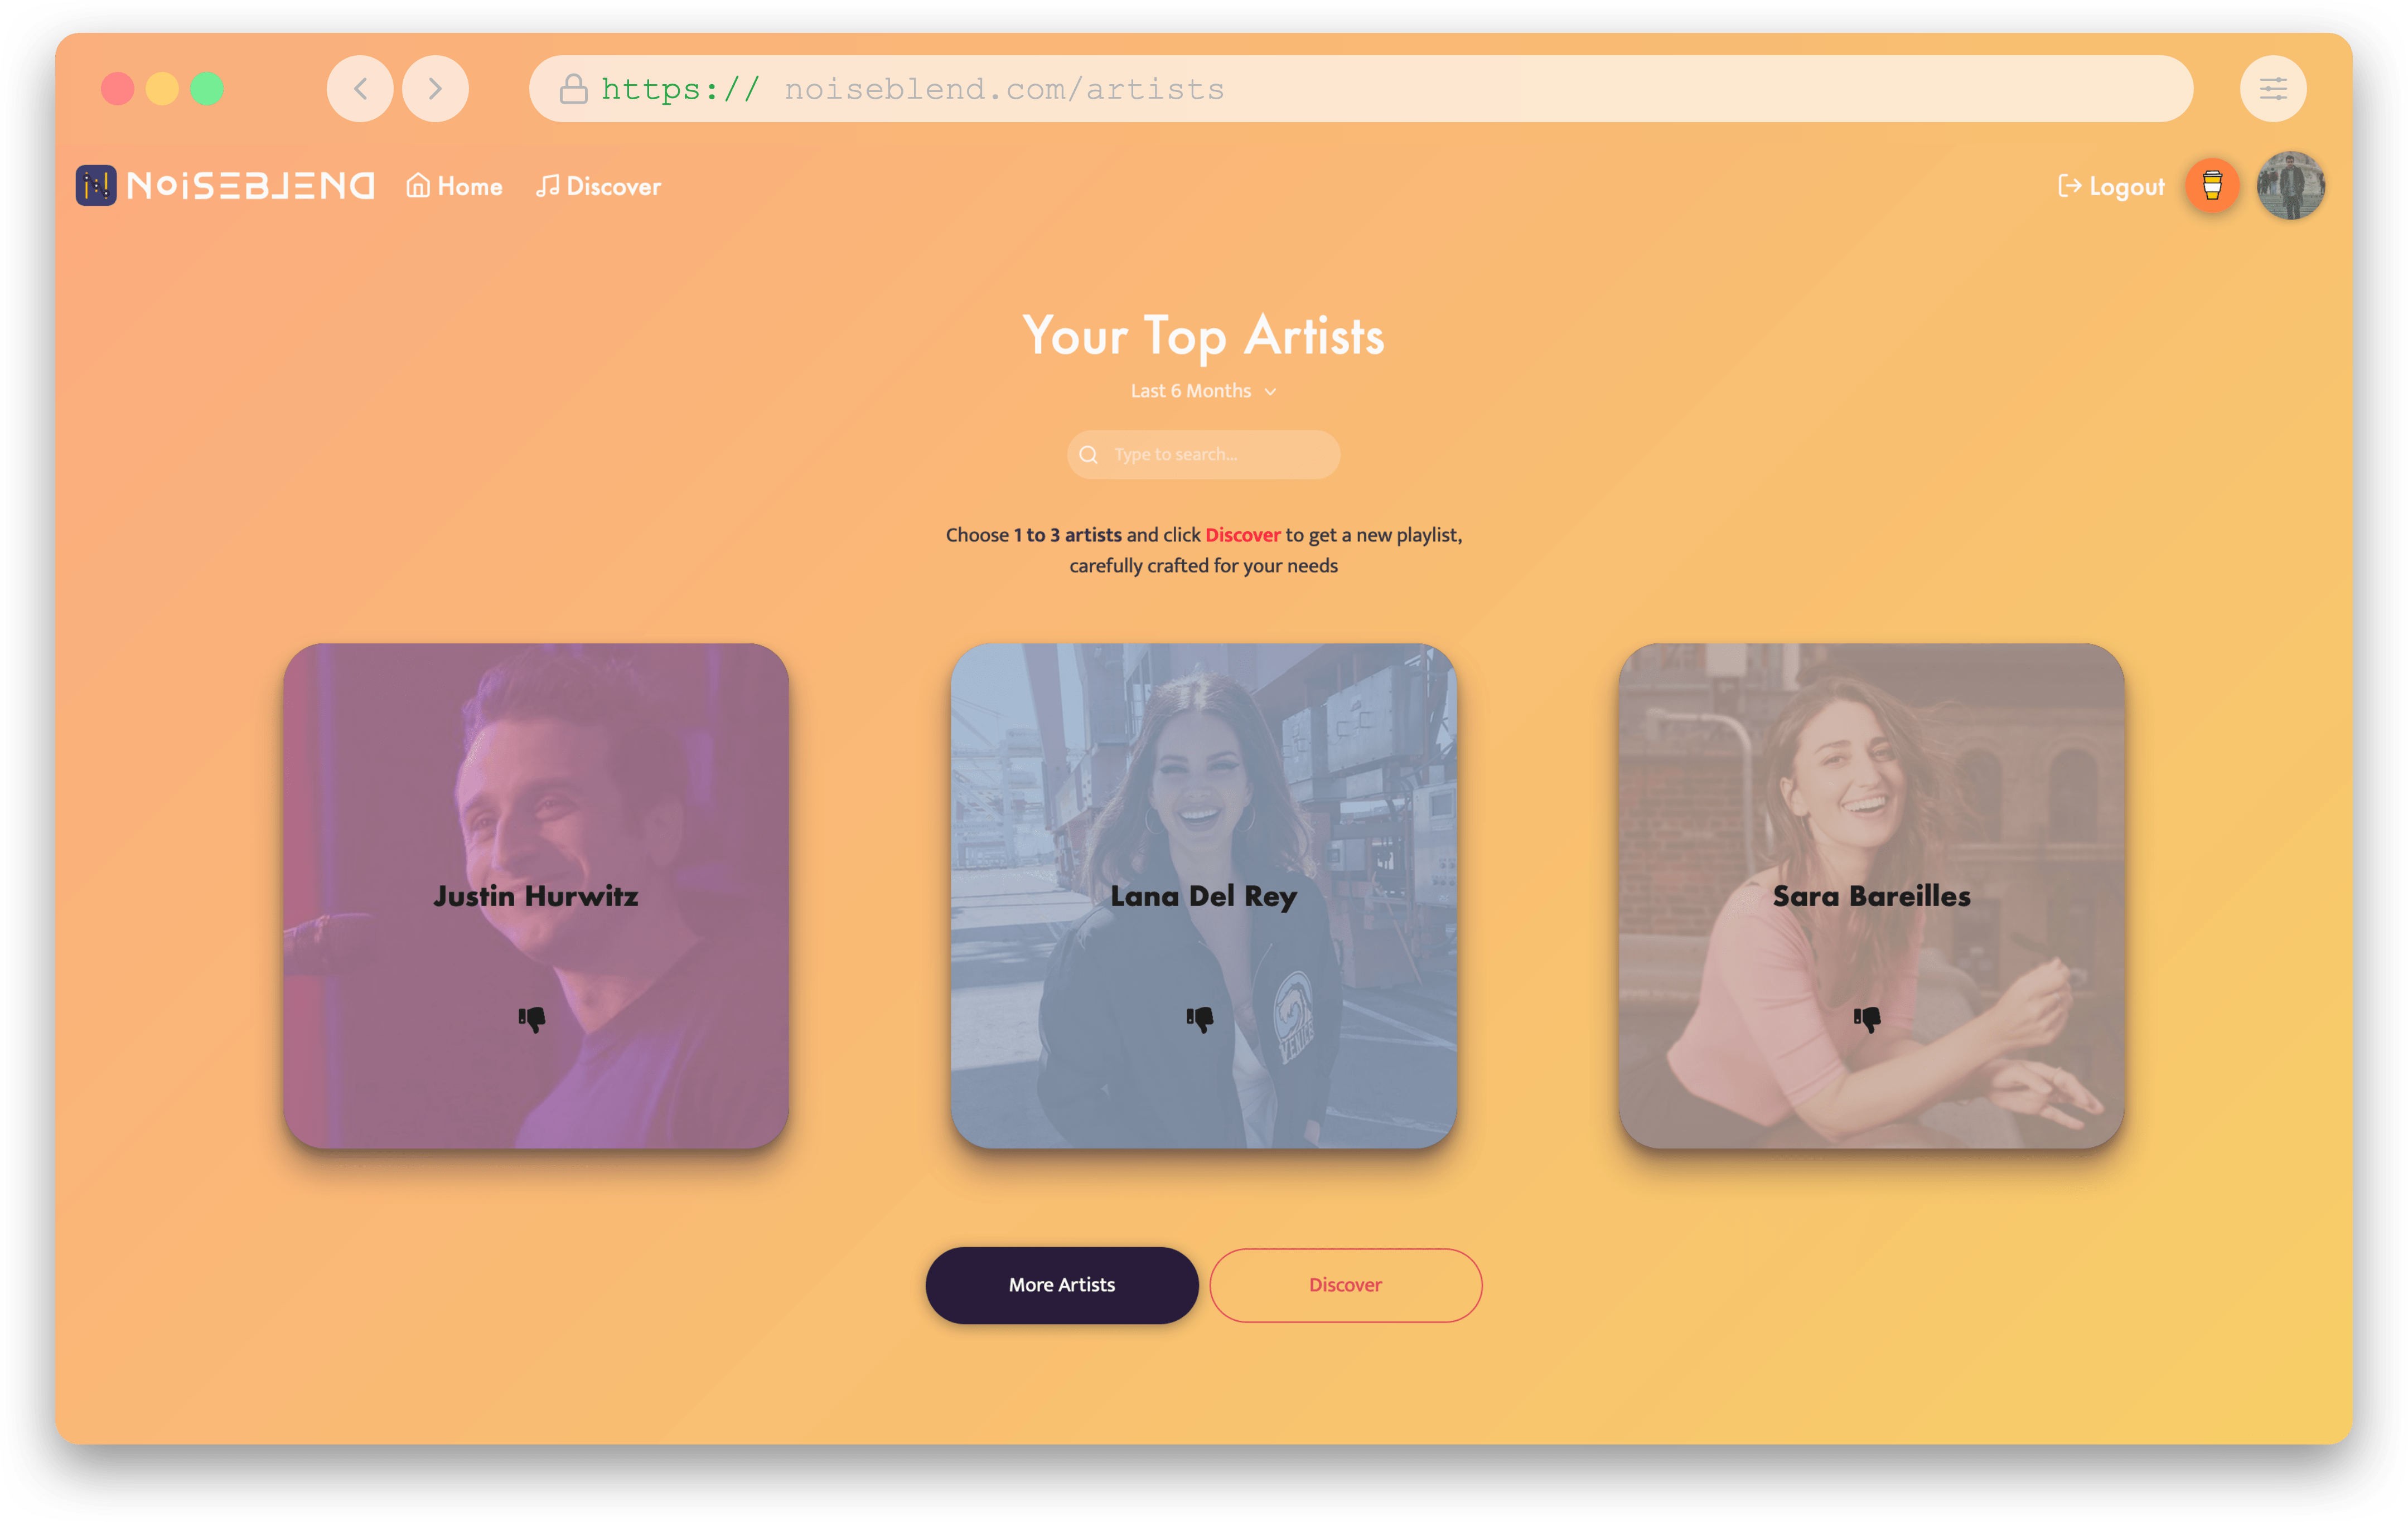 https:// noiseblend.com/artists
NOISEBLEND Home Discover Logout
Your Top Artists
Last 6 Months
Type to search...
Choose 1 to 3 artists and click Discover to get a new playlist,
carefully crafted for your needs
Justin Hurwitz Lana Del Rey Sara Bareilles
VENICE
More Artists Discover